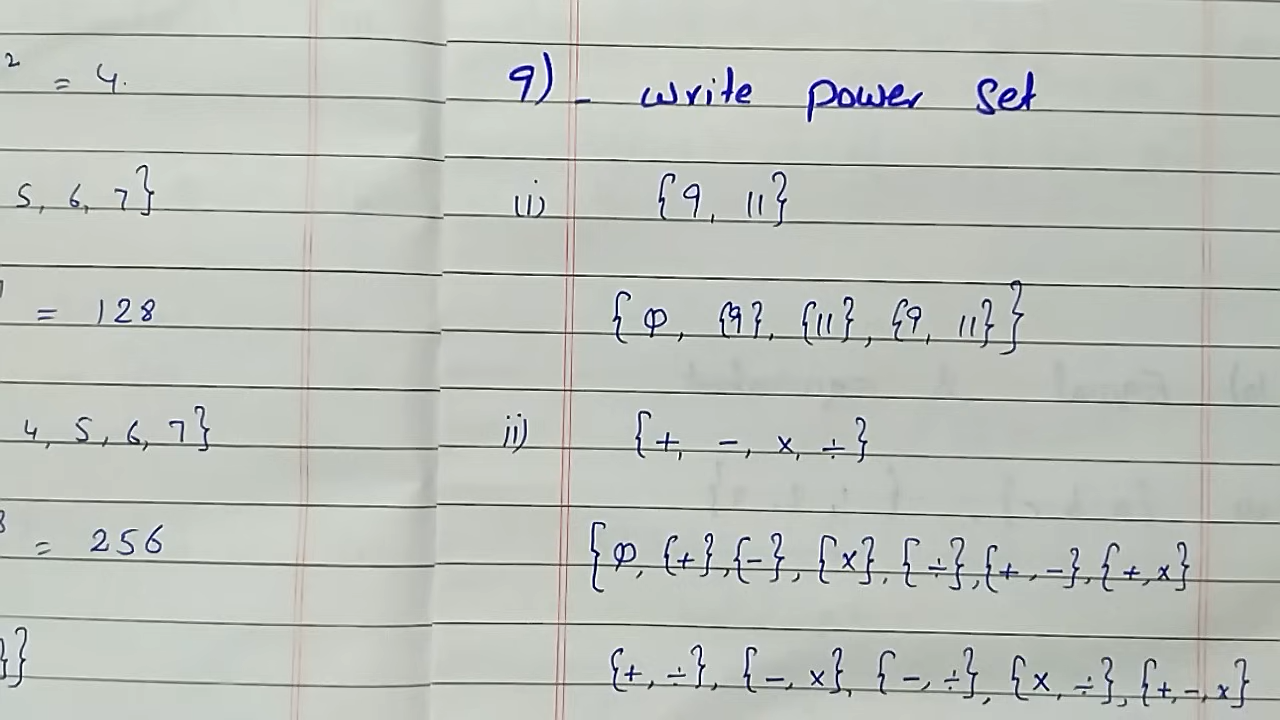 2 = 4.
5, 6, 7}
= 128
4, 5, 6, 7}
8 = 256
}}
9) - write power set
(i) {9, 11}
{φ, {9}, {11}, {9, 11}}
ii) {+, -, x, ÷}
{φ, {+}, {-}, {x}, {÷}, {+, -}, {+, x}
{+, ÷}, {-, x}, {-, ÷}, {x, ÷}, {+, -, x}